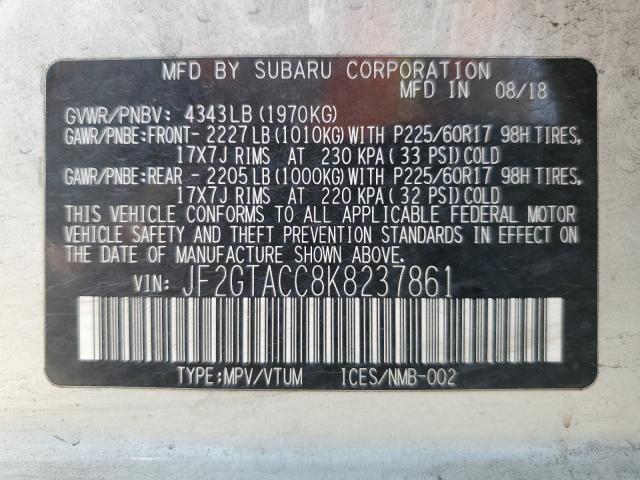 MFD BY SUBARU CORPORATION
MFD IN 08/18
GVWR/PNBV: 4343LB(1970KG)
GAWR/PNBE:FRONT-2227LB(1010KG)WITH P225/60R17 98H TIRES,
17X7J RIMS AT 230 KPA(33 PSI)COLD
GAWR/PNBE:REAR -2205LB(1000KG)WITH P225/60R17 98H TIRES,
17X7J RIMS AT 220 KPA(32 PSI)COLD
THIS VEHICLE CONFORMS TO ALL APPLICABLE FEDERAL MOTOR
VEHICLE SAFETY AND THEFT PREVENTION STANDARDS IN EFFECT ON
THE DATE OF MANUFACTURE SHOWN ABOVE.
VIN: JF2GTACC8K8237861
TYPE:MPV/VTUM ICES/NMB-002